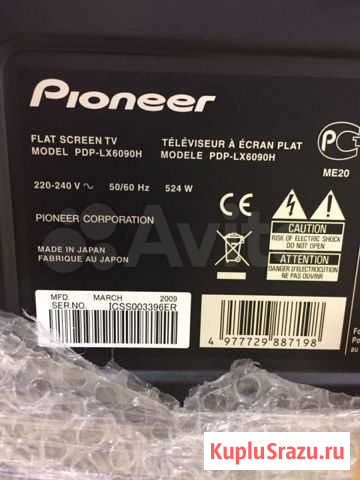 Pioneer
FLAT SCREEN TV
MODEL PDP-LX6090H
TÉLÉVISEUR À ÉCRAN PLAT
MODELE PDP-LX6090H
ME20
220-240 V ~ 50/60 Hz 524 W
PIONEER CORPORATION
CE
MADE IN JAPAN
FABRIQUE AU JAPON
CAUTION
RISK OF ELECTRIC SHOCK
DO NOT OPEN
ATTENTION
DANGER D'ELECTROCUTION
NE PAS OUVRIR
Avito
MFD. MARCH 2009
SER.NO. ICSS003396ER
4 977729 887198
KupluSrazu.ru